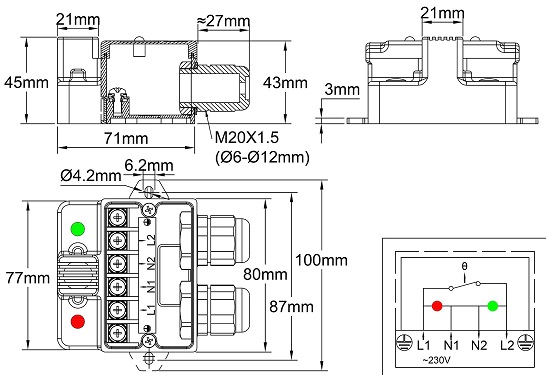 21mm
≈27mm
45mm
43mm
71mm
M20X1.5
(Ø6-Ø12mm)
21mm
3mm
6.2mm
Ø4.2mm
77mm
L2
N2
N1
L1
80mm
87mm
100mm
θ
L1 N1 N2 L2
~230V